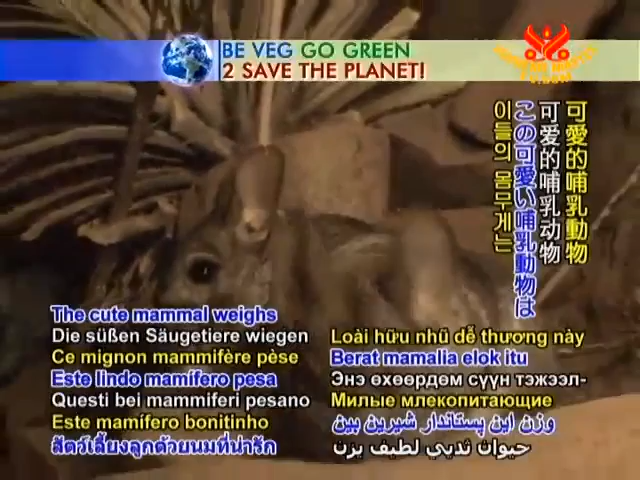 BE VEG GO GREEN
2 SAVE THE PLANET!
可愛的哺乳動物
可爱的哺乳动物
この可愛い哺乳動物は
이들의 몸무게는
The cute mammal weighs
Die süßen Säugetiere wiegen
Ce mignon mammifère pèse
Este lindo mamífero pesa
Questi bei mammiferi pesano
Este mamífero bonitinho
สัตว์เลี้ยงลูกด้วยนมที่น่ารัก
Loài hữu nhũ dễ thương này
Berat mamalia elok itu
Энэ өхөөрдөм сүүн тэжээл-
Милые млекопитающие
وزن این پستاندار شیرین بین
حيوان ثديي لطيف يزن